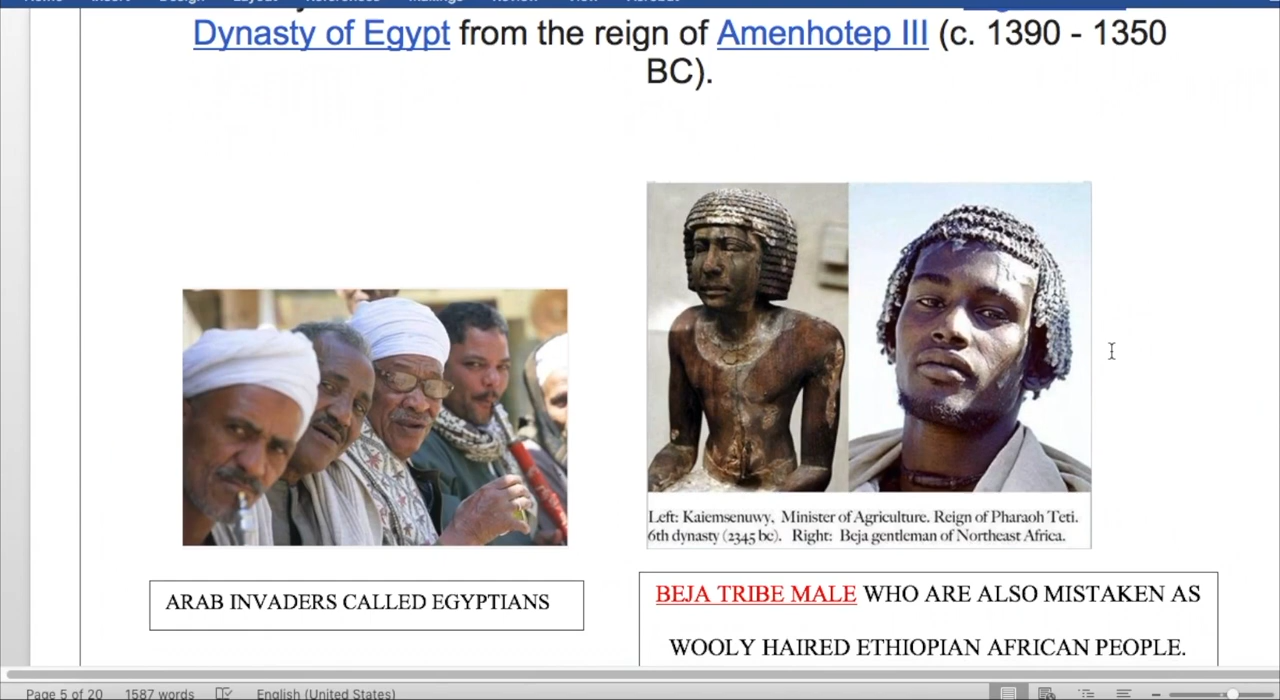 Dynasty of Egypt from the reign of Amenhotep III (c. 1390 - 1350
BC).
Left: Kaiemsenuwy, Minister of Agriculture. Reign of Pharaoh Teti.
6th dynasty (2345 bc). Right: Beja gentleman of Northeast Africa.
ARAB INVADERS CALLED EGYPTIANS
BEJA TRIBE MALE WHO ARE ALSO MISTAKEN AS
WOOLY HAIRED ETHIOPIAN AFRICAN PEOPLE.
Page 5 of 20 1587 words English (United States)